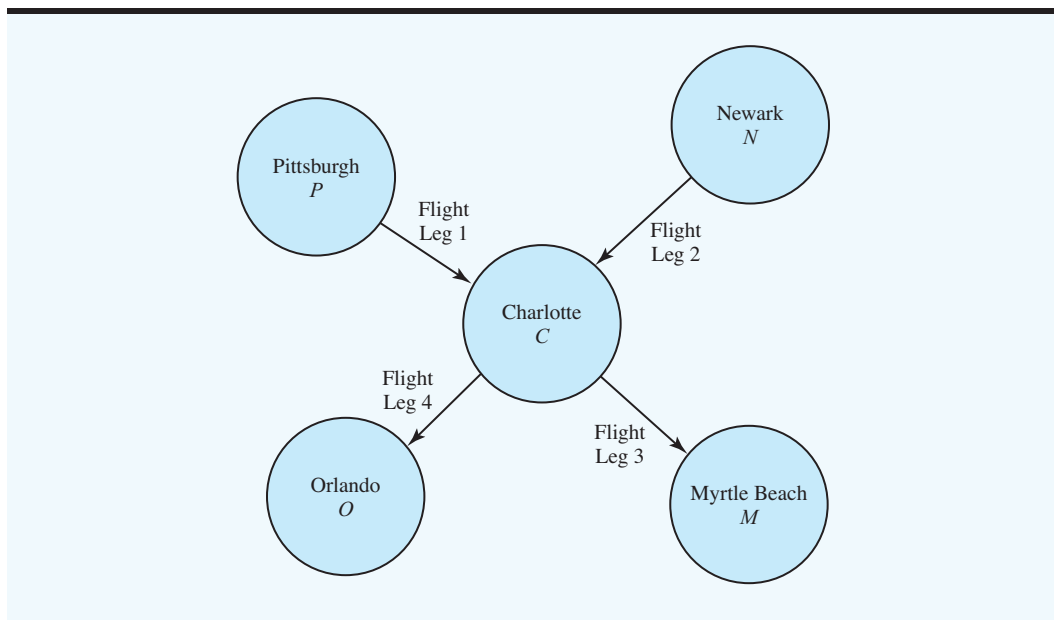 Newark
N
Pittsburgh
P
Flight
Leg 1
Flight
Leg 2
Charlotte
C
Flight
Leg 4
Flight
Leg 3
Orlando
O
Myrtle Beach
M